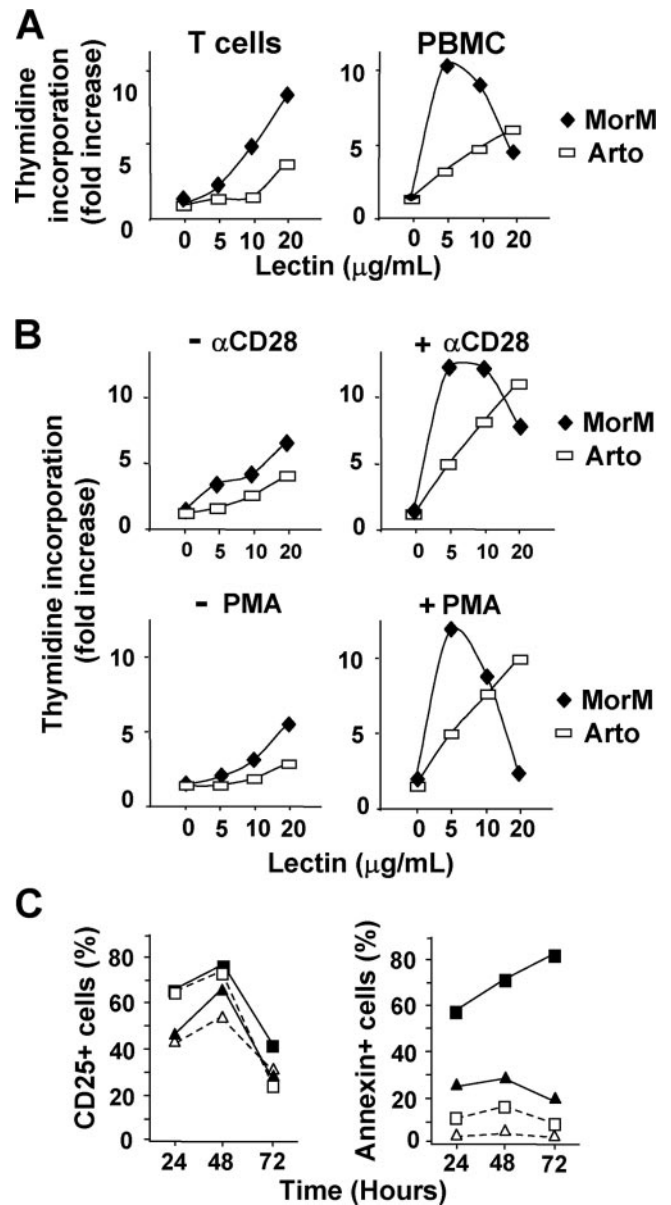 A
T cells PBMC
Thymidine
incorporation
(fold increase)
10
5
0
10
5
0
MorM
Arto
0 5 10 20 0 5 10 20
Lectin (μg/mL)
B
- αCD28 + αCD28
Thymidine incorporation
(fold increase)
10
5
0
10
5
0
MorM
Arto
0 5 10 20 0 5 10 20
- PMA + PMA
10
5
0
10
5
0
MorM
Arto
0 5 10 20 0 5 10 20
Lectin (μg/mL)
C
CD25+ cells (%)
80
60
40
20
0
24 48 72
Annexin+ cells (%)
80
60
40
20
0
24 48 72
Time (Hours)